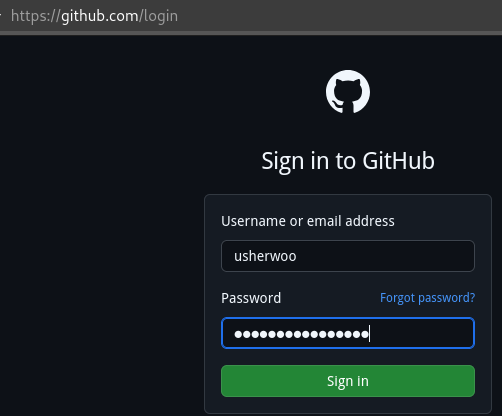 https://github.com/login
Sign in to GitHub
Username or email address
usherwoo
Password Forgot password?
●●●●●●●●●●●●●●●●
Sign in